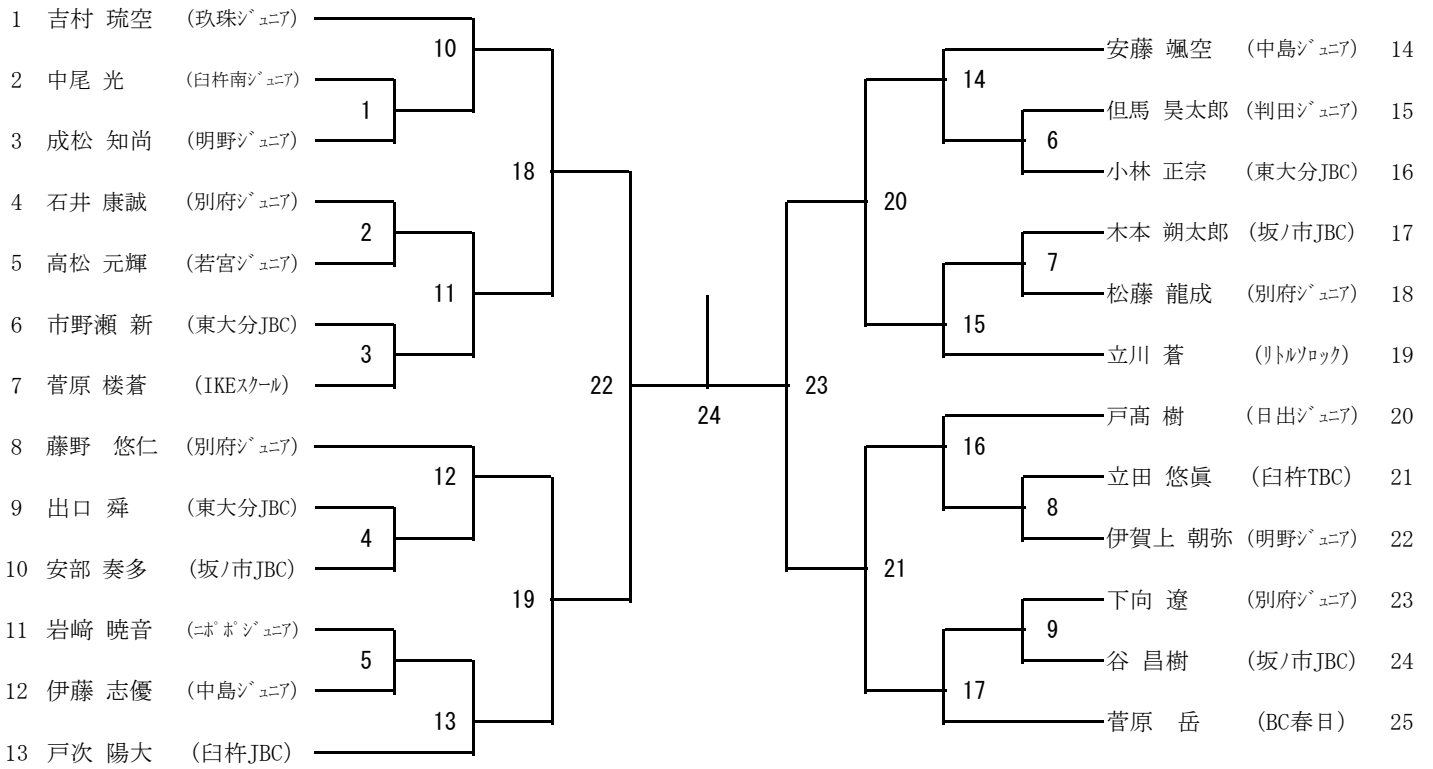 1 吉村 琉空 (玖珠ｼﾞｭﾆｱ)
2 中尾 光 (臼杵南ｼﾞｭﾆｱ)
3 成松 知尚 (明野ｼﾞｭﾆｱ)
4 石井 康誠 (別府ｼﾞｭﾆｱ)
5 高松 元輝 (若宮ｼﾞｭﾆｱ)
6 市野瀬 新 (東大分JBC)
7 菅原 楼蒼 (IKEｽｸｰﾙ)
8 藤野 悠仁 (別府ｼﾞｭﾆｱ)
9 出口 舜 (東大分JBC)
10 安部 奏多 (坂ﾉ市JBC)
11 岩﨑 暁音 (ﾆﾎﾟﾎﾟｼﾞｭﾆｱ)
12 伊藤 志優 (中島ｼﾞｭﾆｱ)
13 戸次 陽大 (臼杵JBC)
10
1
18
2
11
3
22
12
4
19
5
13
24
23
14
6
20
7
15
16
8
21
9
17
安藤 颯空 (中島ｼﾞｭﾆｱ) 14
但馬 昊太郎 (判田ｼﾞｭﾆｱ) 15
小林 正宗 (東大分JBC) 16
木本 朔太郎 (坂ﾉ市JBC) 17
松藤 龍成 (別府ｼﾞｭﾆｱ) 18
立川 蒼 (ﾘﾄﾙｿﾛｯｸ) 19
戸髙 樹 (日出ｼﾞｭﾆｱ) 20
立田 悠眞 (臼杵TBC) 21
伊賀上 朝弥 (明野ｼﾞｭﾆｱ) 22
下向 遼 (別府ｼﾞｭﾆｱ) 23
谷 昌樹 (坂ﾉ市JBC) 24
菅原 岳 (BC春日) 25